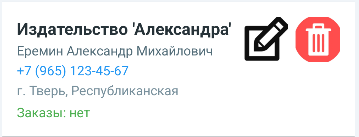 Издательство 'Александра'
Еремин Александр Михайлович
+7 (965) 123-45-67
г. Тверь, Республиканская
Заказы: нет